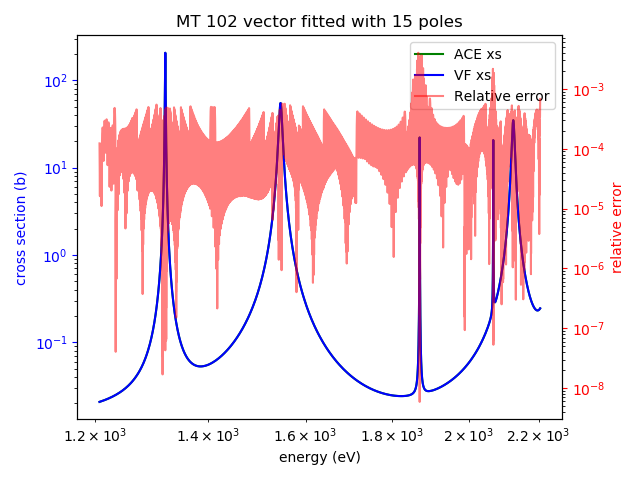 MT 102 vector fitted with 15 poles
ACE xs
VF xs
Relative error
10²
10¹
10⁰
10⁻¹
cross section (b)
10⁻³
10⁻⁴
10⁻⁵
10⁻⁶
10⁻⁷
10⁻⁸
relative error
1.2 × 10³ 1.4 × 10³ 1.6 × 10³ 1.8 × 10³ 2 × 10³ 2.2 × 10³
energy (eV)